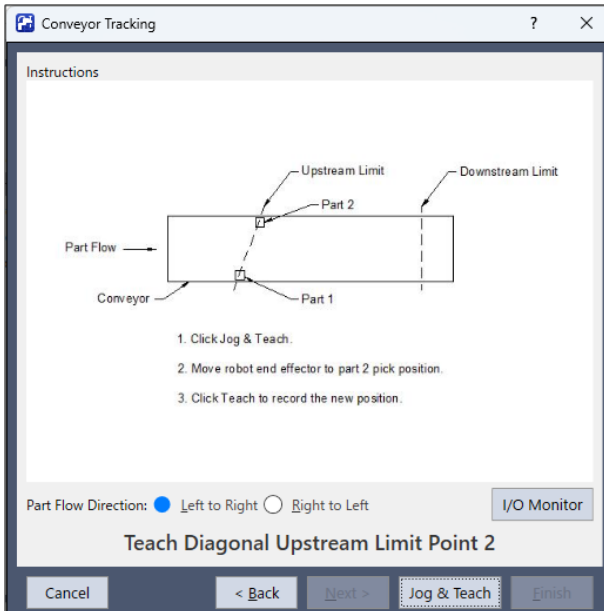 Conveyor Tracking
?
Instructions
Upstream Limit
Downstream Limit
Part 2
Part Flow
Conveyor
Part 1
1. Click Jog & Teach.
2. Move robot end effector to part 2 pick position.
3. Click Teach to record the new position.
Part Flow Direction: Left to Right Right to Left
I/O Monitor
Teach Diagonal Upstream Limit Point 2
Cancel < Back Next > Jog & Teach Finish